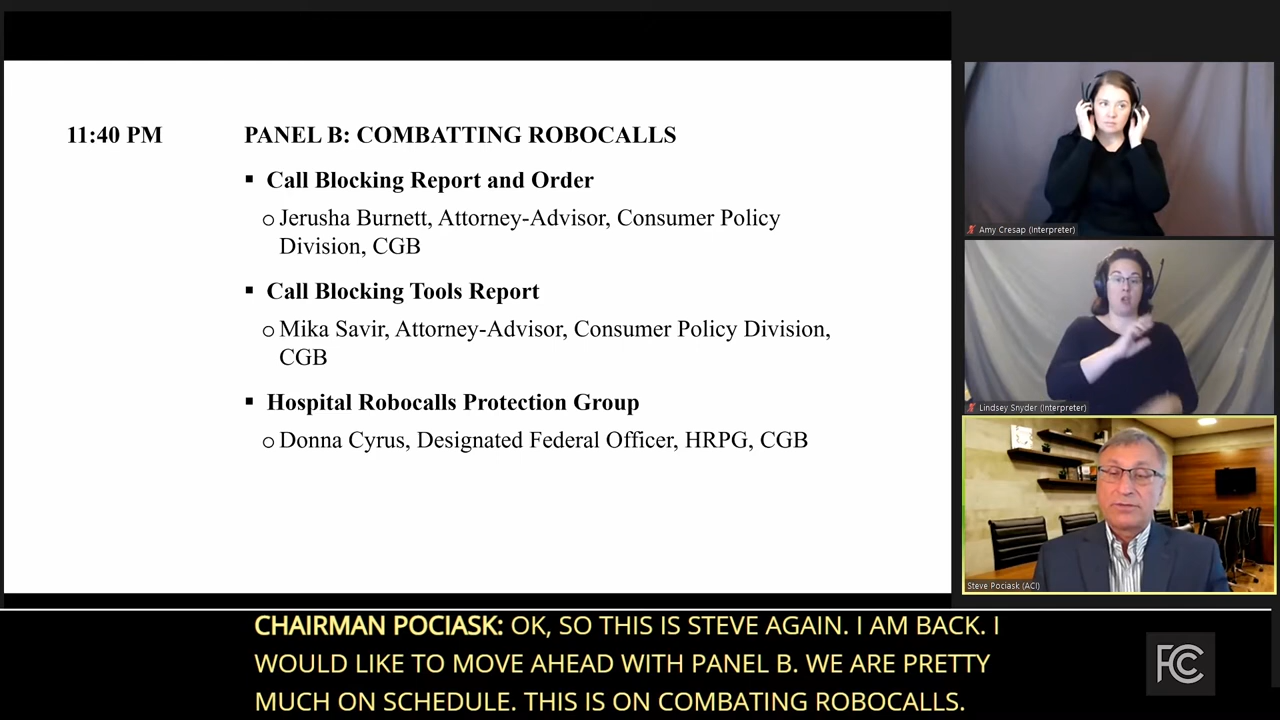 11:40 PM PANEL B: COMBATTING ROBOCALLS
▪ Call Blocking Report and Order
o Jerusha Burnett, Attorney-Advisor, Consumer Policy
Division, CGB
▪ Call Blocking Tools Report
o Mika Savir, Attorney-Advisor, Consumer Policy Division,
CGB
▪ Hospital Robocalls Protection Group
o Donna Cyrus, Designated Federal Officer, HRPG, CGB
Amy Cresap (Interpreter)
Lindsey Snyder (Interpreter)
Steve Pociask (ACI)
CHAIRMAN POCIASK: OK, SO THIS IS STEVE AGAIN. I AM BACK. I
WOULD LIKE TO MOVE AHEAD WITH PANEL B. WE ARE PRETTY
MUCH ON SCHEDULE. THIS IS ON COMBATING ROBOCALLS.
FCC